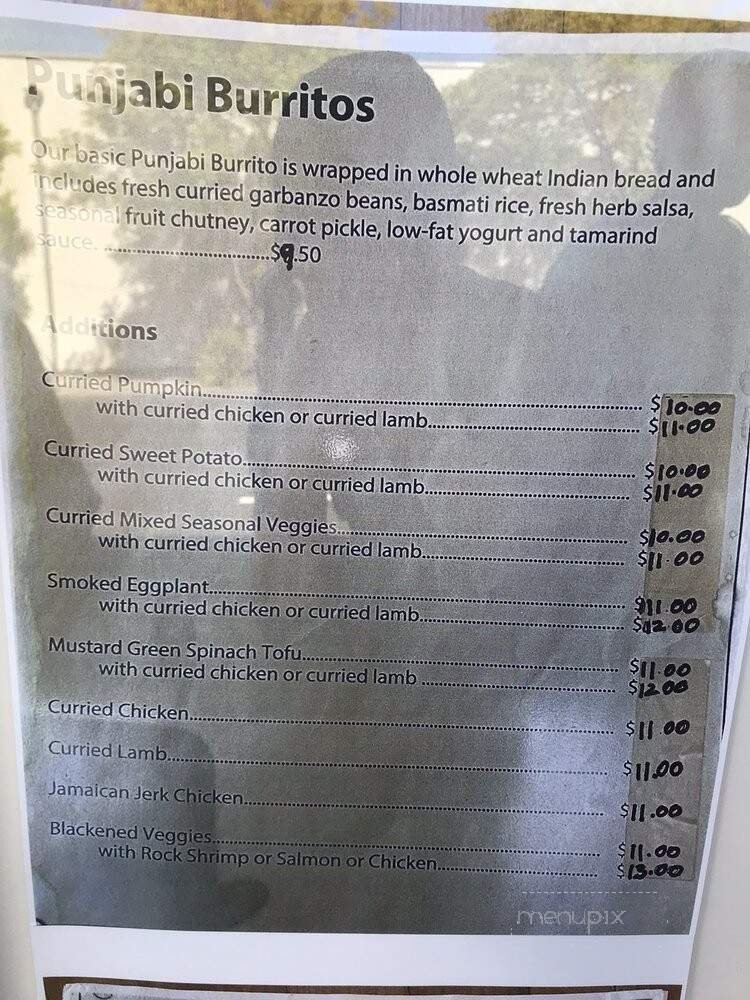 Punjabi Burritos
Our basic Punjabi Burrito is wrapped in whole wheat Indian bread and
includes fresh curried garbanzo beans, basmati rice, fresh herb salsa,
seasonal fruit chutney, carrot pickle, low-fat yogurt and tamarind
sauce. ................................$9.50
Additions
Curried Pumpkin........................ $10.00
with curried chicken or curried lamb........................ $11.00
Curried Sweet Potato........................ $10.00
with curried chicken or curried lamb........................ $11.00
Curried Mixed Seasonal Veggies........................ $10.00
with curried chicken or curried lamb........................ $11.00
Smoked Eggplant........................ $11.00
with curried chicken or curried lamb........................ $12.00
Mustard Green Spinach Tofu........................ $11.00
with curried chicken or curried lamb ........................ $12.00
Curried Chicken........................ $11.00
Curried Lamb........................ $11.00
Jamaican Jerk Chicken........................ $11.00
Blackened Veggies........................ $11.00
with Rock Shrimp or Salmon or Chicken........................ $13.00
menupix